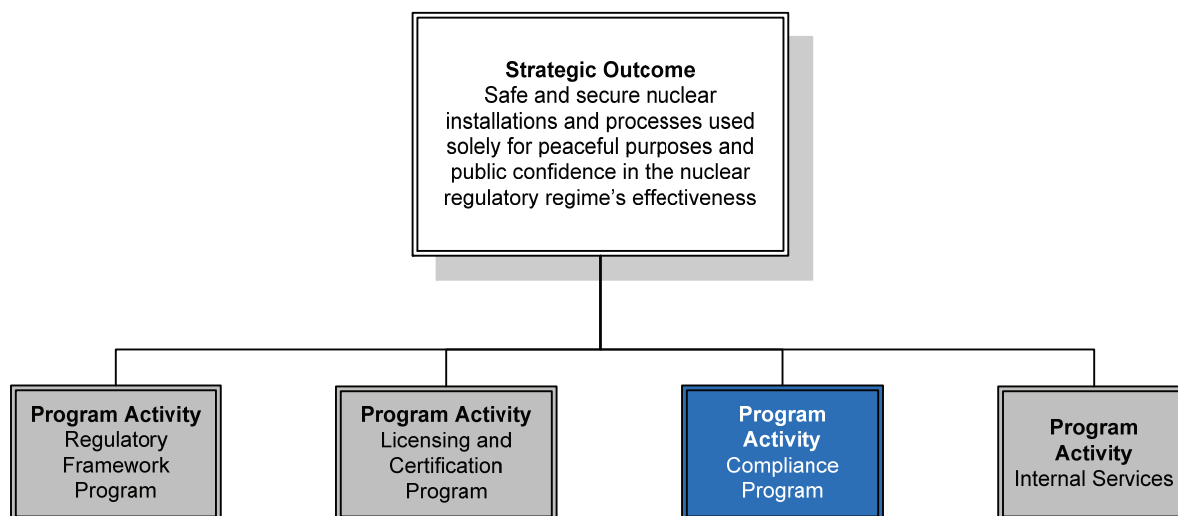 Strategic Outcome
Safe and secure nuclear
installations and processes used
solely for peaceful purposes and
public confidence in the nuclear
regulatory regime’s effectiveness
Program Activity
Regulatory
Framework
Program
Program Activity
Licensing and
Certification
Program
Program
Activity
Compliance
Program
Program
Activity
Internal Services